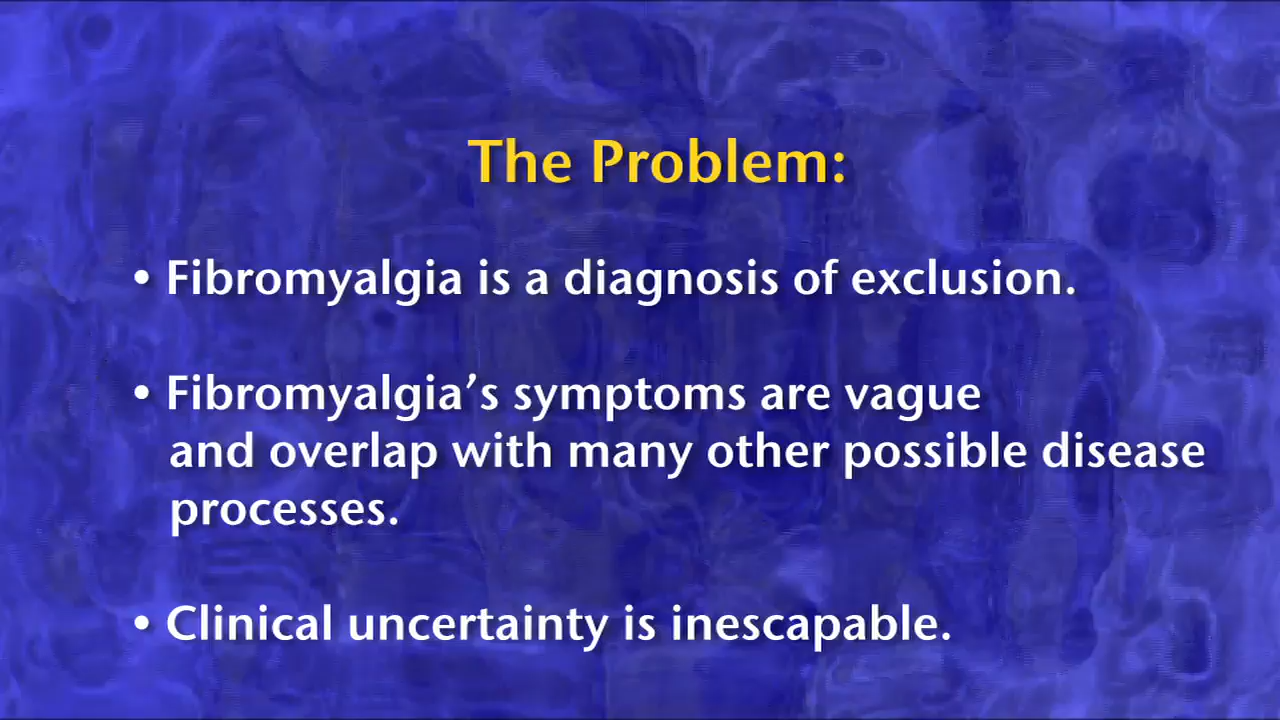 The Problem:
• Fibromyalgia is a diagnosis of exclusion.
• Fibromyalgia’s symptoms are vague
and overlap with many other possible disease
processes.
• Clinical uncertainty is inescapable.